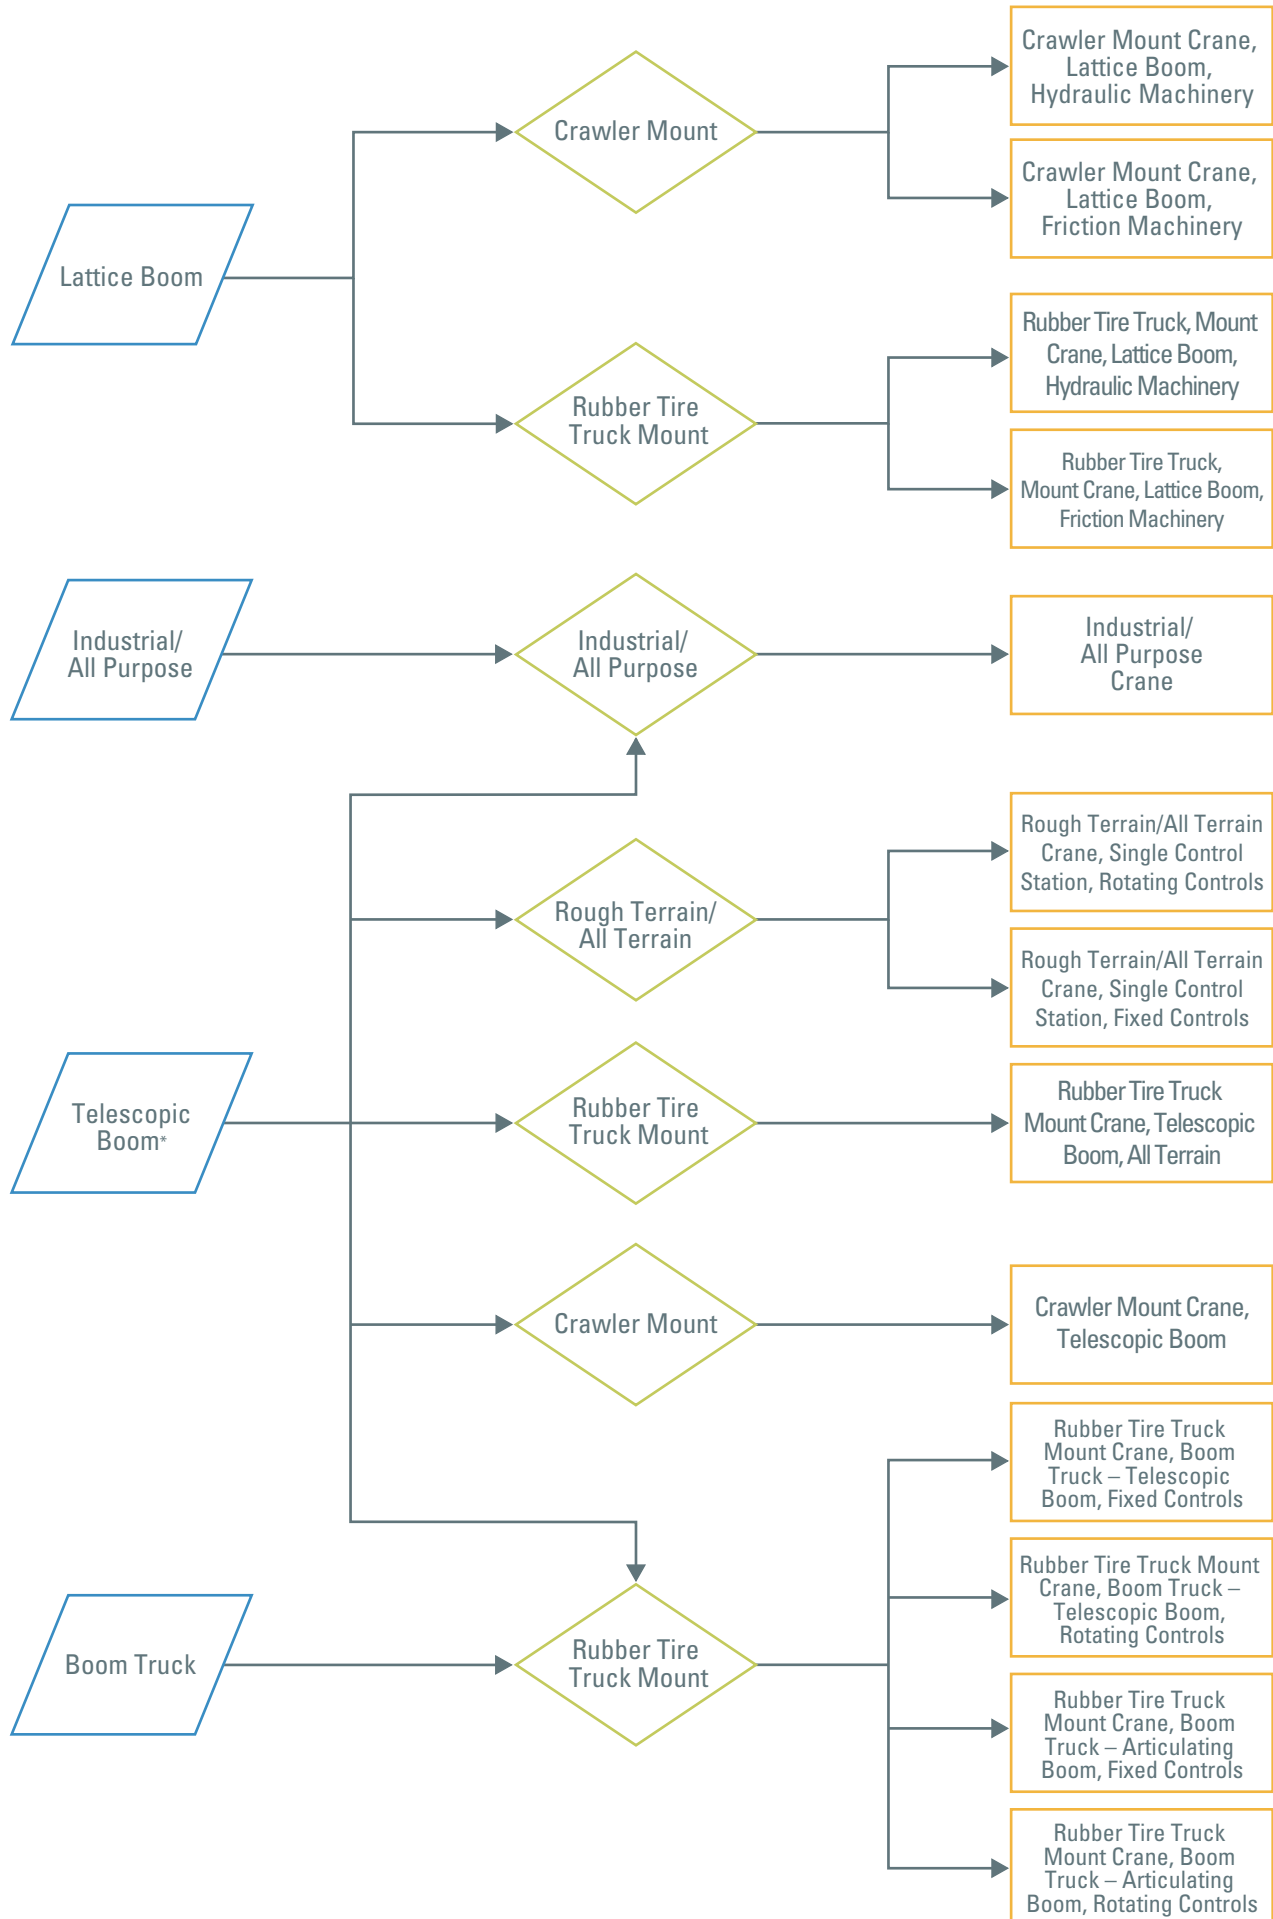 Lattice Boom
Crawler Mount
Crawler Mount Crane,
Lattice Boom,
Hydraulic Machinery
Crawler Mount Crane,
Lattice Boom,
Friction Machinery
Rubber Tire
Truck Mount
Rubber Tire Truck, Mount
Crane, Lattice Boom,
Hydraulic Machinery
Rubber Tire Truck,
Mount Crane, Lattice Boom,
Friction Machinery
Industrial/
All Purpose
Industrial/
All Purpose
Industrial/
All Purpose
Crane
Telescopic
Boom*
Rough Terrain/
All Terrain
Rough Terrain/All Terrain
Crane, Single Control
Station, Rotating Controls
Rough Terrain/All Terrain
Crane, Single Control
Station, Fixed Controls
Rubber Tire
Truck Mount
Rubber Tire Truck
Mount Crane, Telescopic
Boom, All Terrain
Crawler Mount
Crawler Mount Crane,
Telescopic Boom
Boom Truck
Rubber Tire
Truck Mount
Rubber Tire Truck
Mount Crane, Boom
Truck – Telescopic
Boom, Fixed Controls
Rubber Tire Truck Mount
Crane, Boom Truck –
Telescopic Boom,
Rotating Controls
Rubber Tire Truck
Mount Crane, Boom
Truck – Articulating
Boom, Fixed Controls
Rubber Tire Truck
Mount Crane, Boom
Truck – Articulating
Boom, Rotating Controls